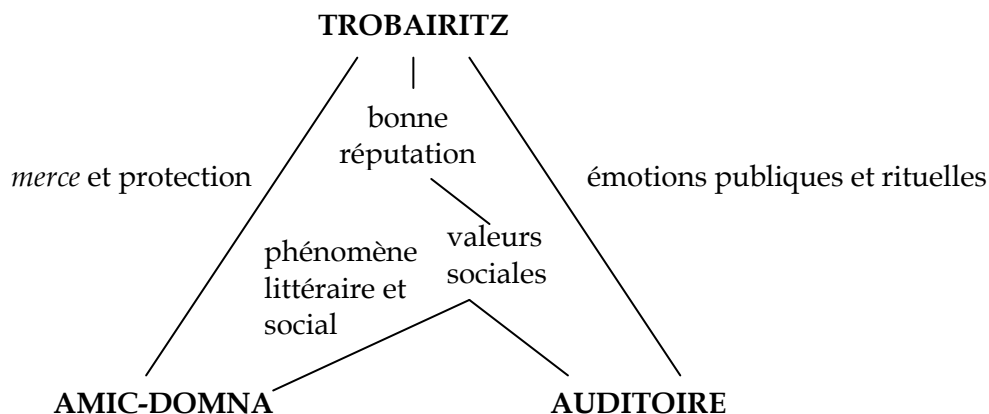 TROBAIRITZ
bonne
réputation
merce et protection
émotions publiques et rituelles
valeurs
sociales
phénomène
littéraire et
social
AMIC-DOMNA
AUDITOIRE